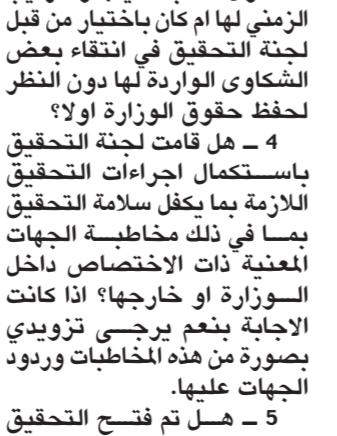 الزمني لها ام كان باختيار من قبل
لجنة التحقيق في انتقاء بعض
الشكاوى الواردة لها دون النظر
لحفظ حقوق الوزارة اولا؟
4 ــ هل قامت لجنة التحقيق
باستكمال اجراءات التحقيق
اللازمة بما يكفل سلامة التحقيق
بما في ذلك مخاطبة الجهات
المعنية ذات الاختصاص داخل
الوزارة او خارجها؟ اذا كانت
الاجابة بنعم يرجى تزويدي
بصورة من هذه المخاطبات وردود
الجهات عليها.
5 ــ هل تم فتح التحقيق